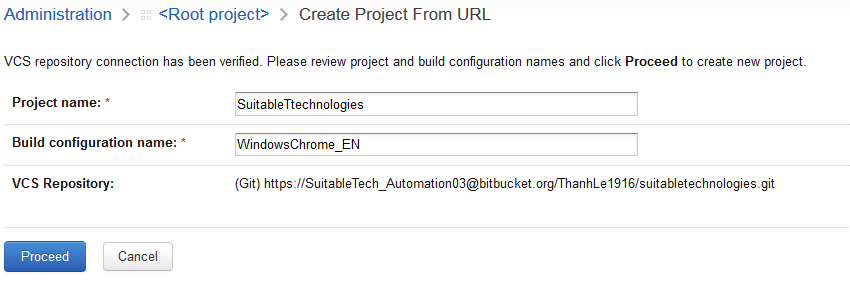 Administration > <Root project> > Create Project From URL
VCS repository connection has been verified. Please review project and build configuration names and click Proceed to create new project.
Project name: * SuitableTtechnologies
Build configuration name: * WindowsChrome_EN
VCS Repository: (Git) https://SuitableTech_Automation03@bitbucket.org/ThanhLe1916/suitabletechnologies.git
Proceed Cancel